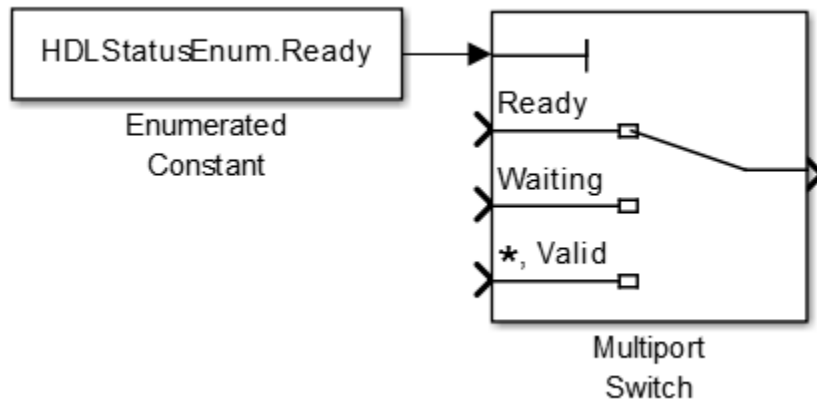 HDLStatusEnum.Ready
Enumerated
Constant
Ready
Waiting
*, Valid
Multiport
Switch